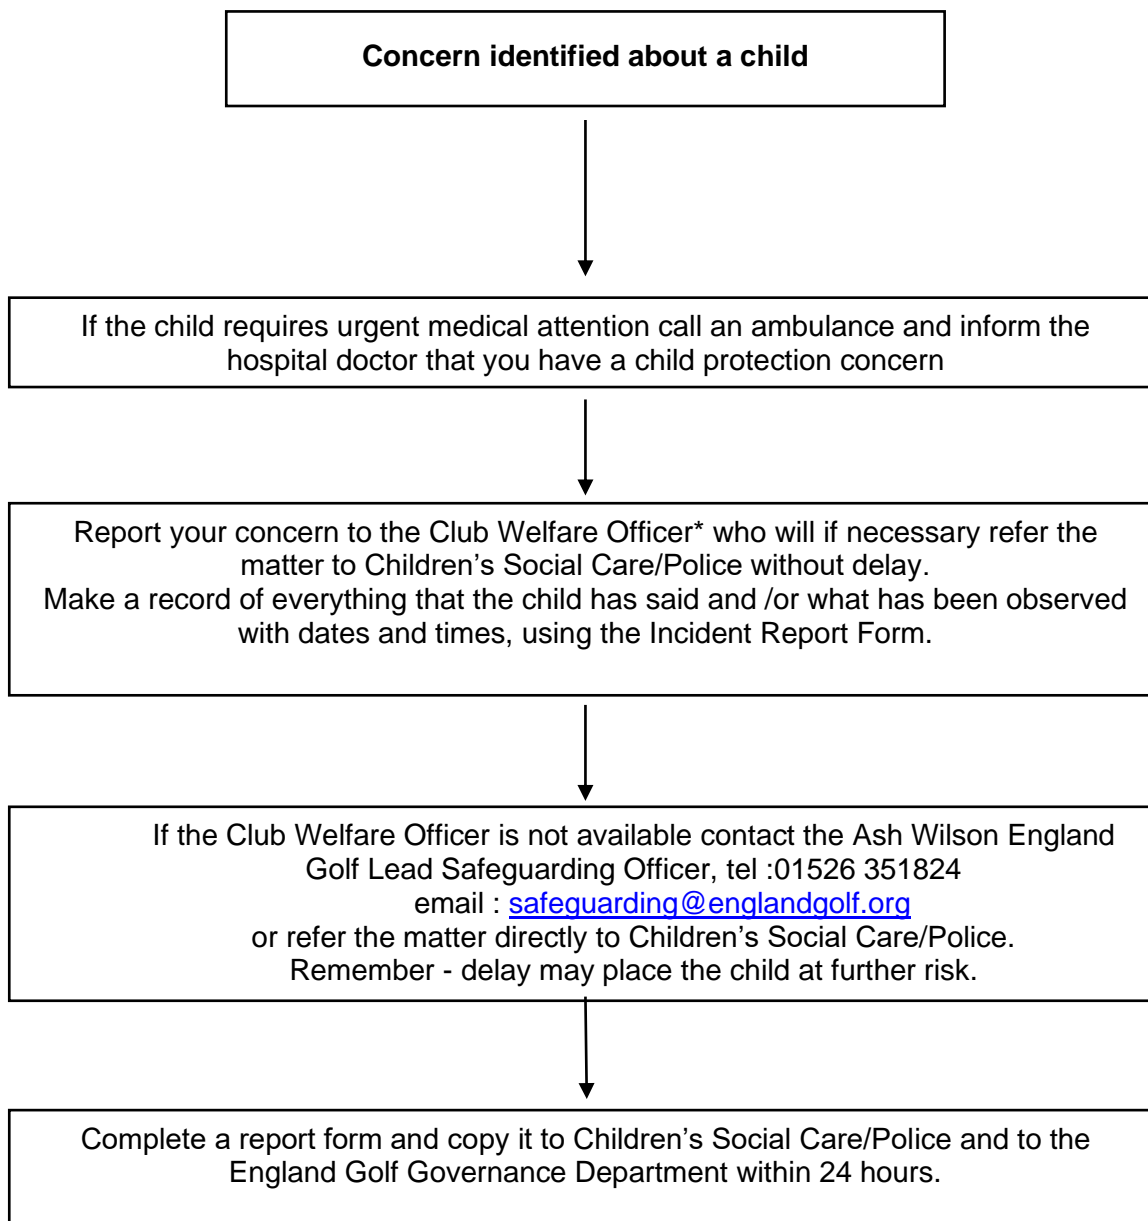 Concern identified about a child
If the child requires urgent medical attention call an ambulance and inform the
hospital doctor that you have a child protection concern
Report your concern to the Club Welfare Officer* who will if necessary refer the
matter to Children’s Social Care/Police without delay.
Make a record of everything that the child has said and /or what has been observed
with dates and times, using the Incident Report Form.
If the Club Welfare Officer is not available contact the Ash Wilson England
Golf Lead Safeguarding Officer, tel :01526 351824
email : safeguarding@englandgolf.org
or refer the matter directly to Children’s Social Care/Police.
Remember - delay may place the child at further risk.
Complete a report form and copy it to Children’s Social Care/Police and to the
England Golf Governance Department within 24 hours.